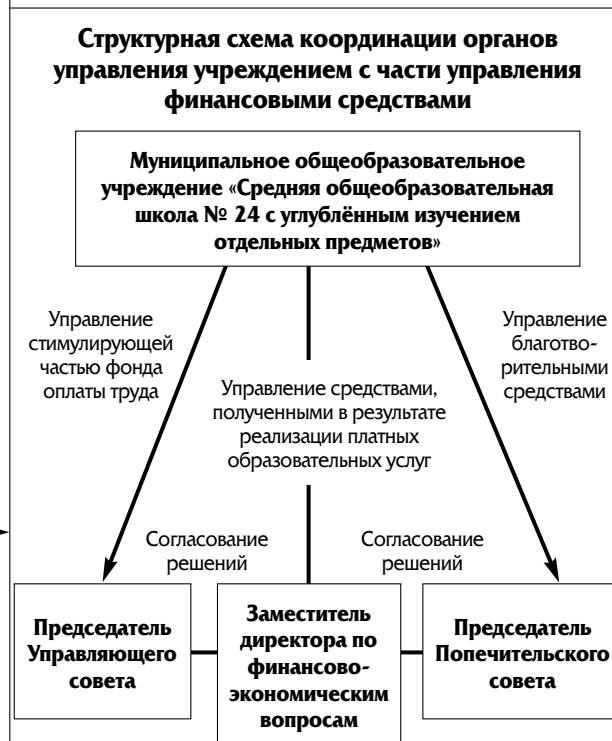 Структурная схема координации органов
управления учреждением с части управления
финансовыми средствами
Муниципальное общеобразовательное
учреждение «Средняя общеобразовательная
школа № 24 с углублённым изучением
отдельных предметов»
Управление
стимулирующей
частью фонда
оплаты труда
Управление средствами,
полученными в результате
реализации платных
образовательных услуг
Управление
благотво-
рительными
средствами
Согласование
решений
Согласование
решений
Председатель
Управляющего
совета
Заместитель
директора по
финансово-
экономическим
вопросам
Председатель
Попечительского
совета